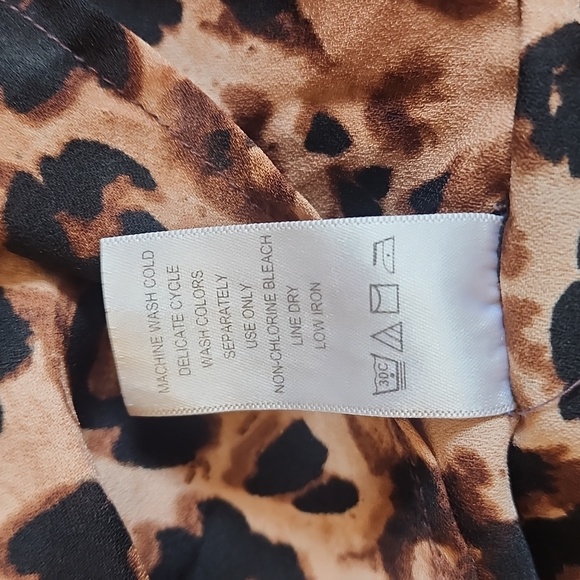 MACHINE WASH COLD
DELICATE CYCLE
WASH COLORS
SEPARATELY
USE ONLY
NON-CHLORINE BLEACH
LINE DRY
LOW IRON
30C